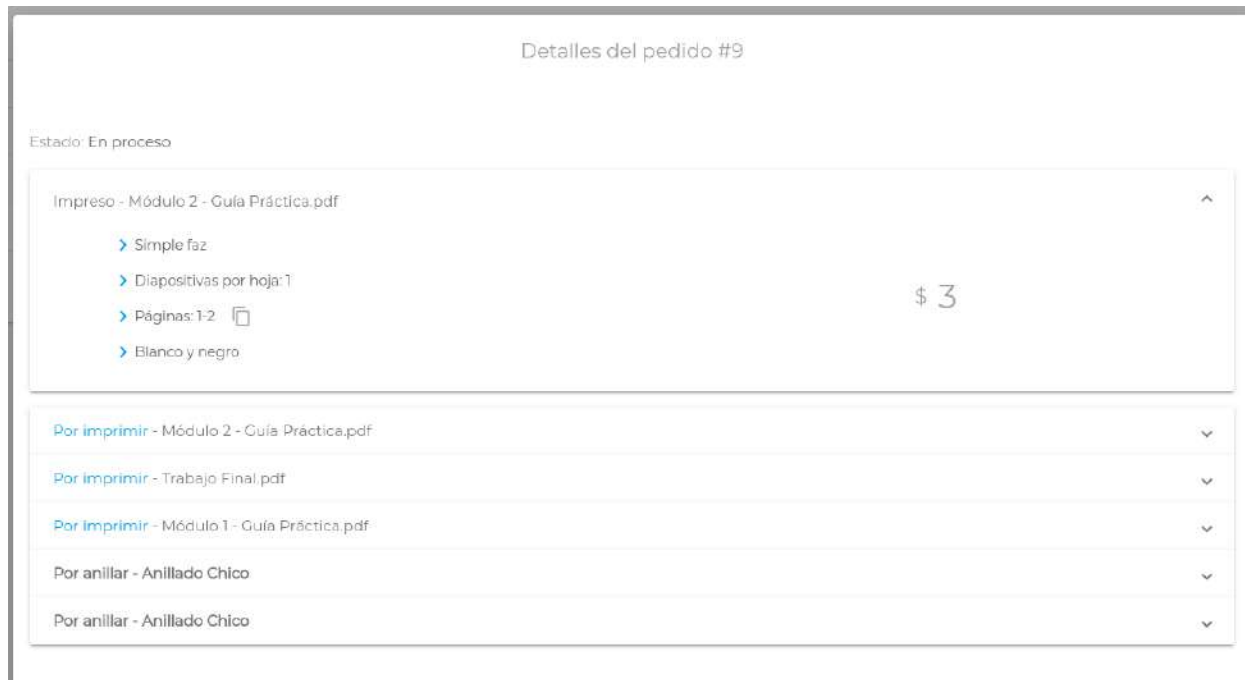 Detalles del pedido #9
Estado: En proceso
Impreso - Módulo 2 - Guía Práctica.pdf
Simple faz
Diapositivas por hoja: 1
$ 3
Páginas: 1-2
Blanco y negro
Por imprimir - Módulo 2 - Guía Práctica.pdf
Por imprimir - Trabajo Final.pdf
Por imprimir - Módulo 1 - Guía Práctica.pdf
Por anillar - Anillado Chico
Por anillar - Anillado Chico